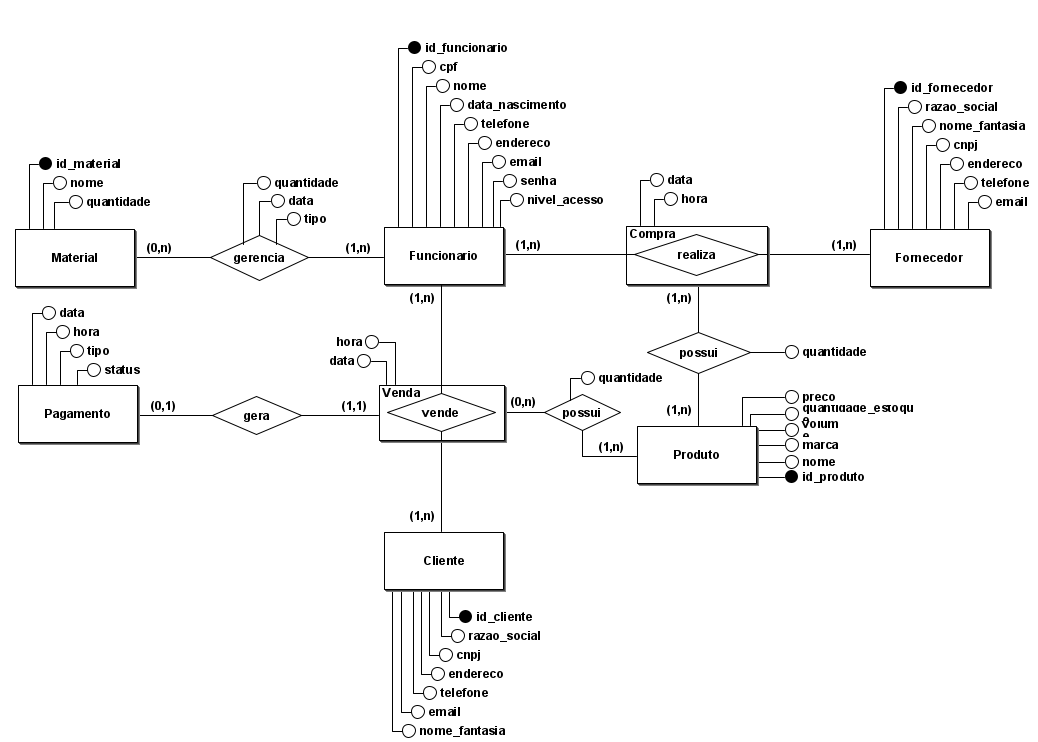 id_funcionario
cpf
nome
data_nascimento
telefone
endereco
email
senha
nivel_acesso
id_fornecedor
razao_social
nome_fantasia
cnpj
endereco
telefone
email
id_material
nome
quantidade
quantidade
data
tipo
data
hora
Material
(0,n)
gerencia
(1,n)
Funcionario
(1,n)
Compra
realiza
(1,n)
Fornecedor
(1,n)
(1,n)
data
hora
tipo
status
hora
data
possui
quantidade
Pagamento
(0,1)
gera
(1,1)
Venda
vende
(0,n)
quantidade
possui
(1,n)
(1,n)
Produto
preco
quantidade_estoqu
volum
marca
nome
id_produto
(1,n)
Cliente
id_cliente
razao_social
cnpj
endereco
telefone
email
nome_fantasia